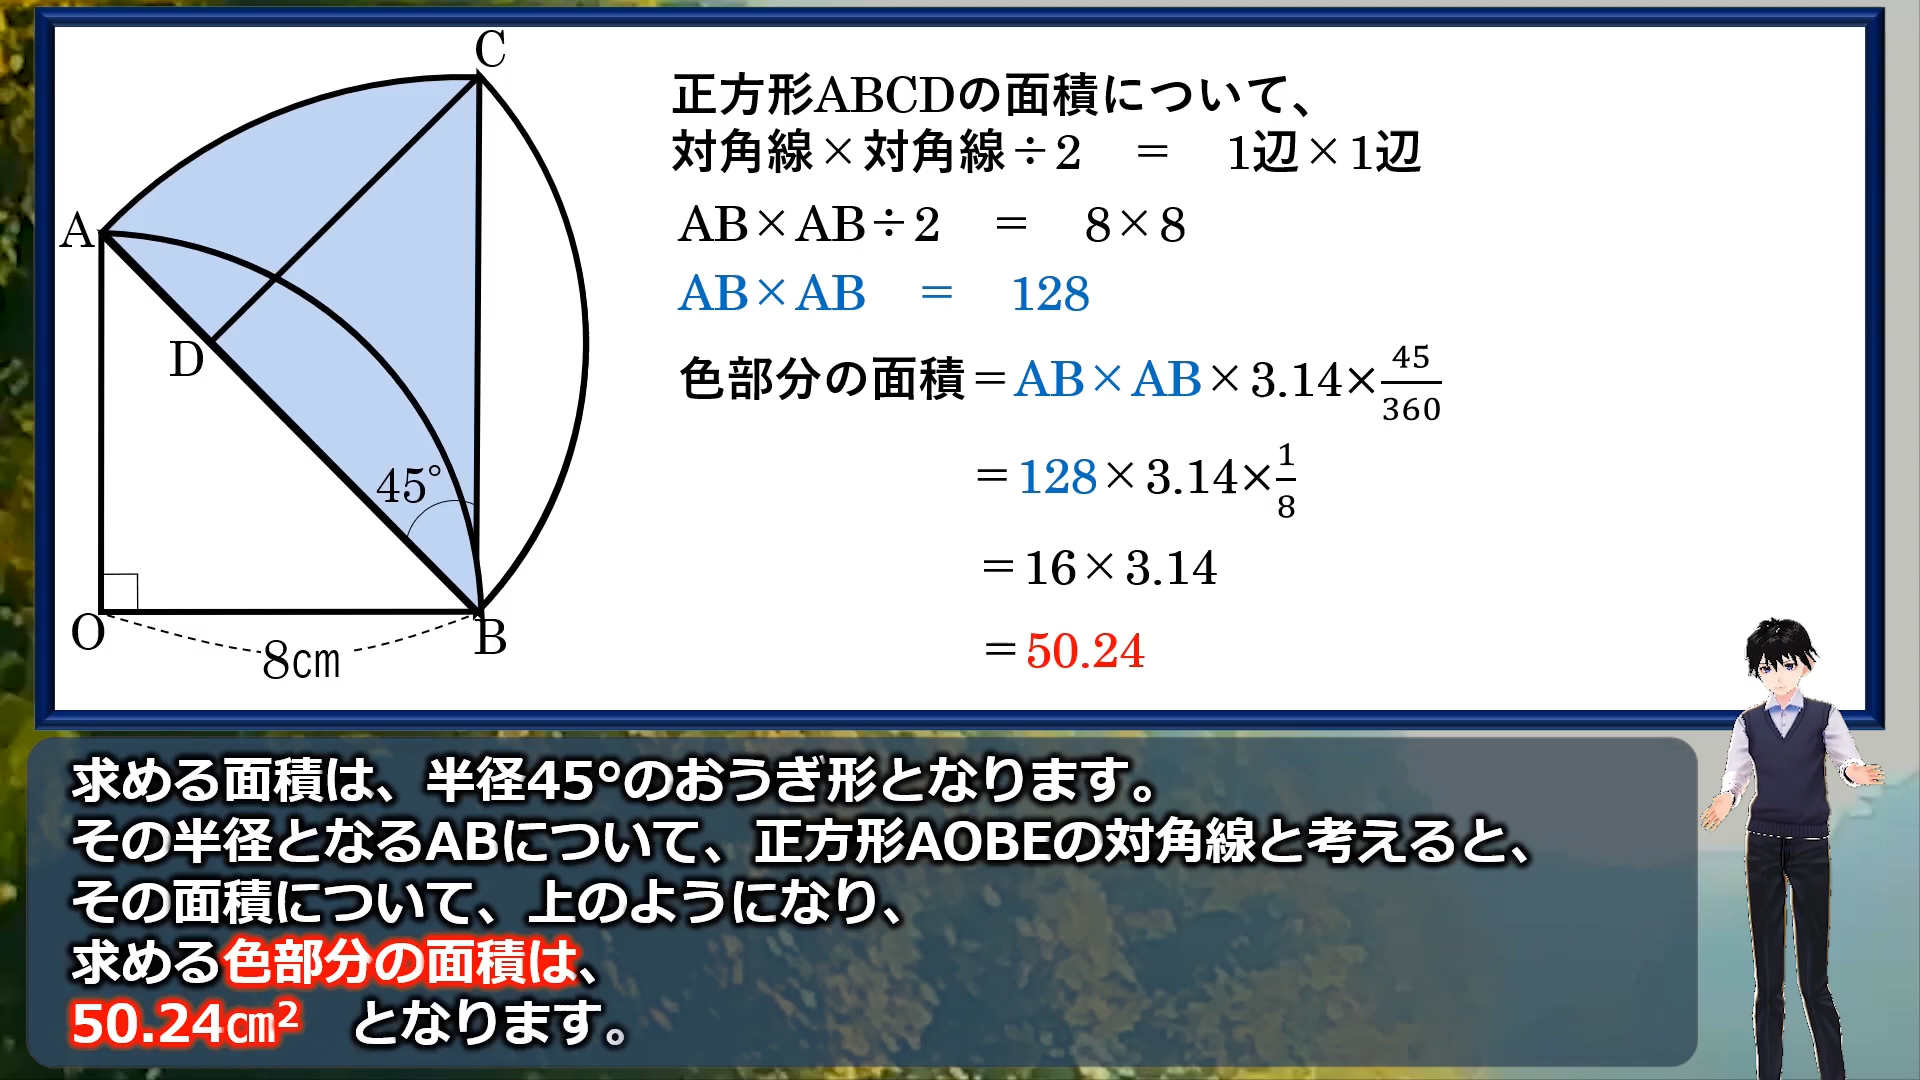 C
A
D
45°
O
B
8cm
正方形ABCDの面積について、
対角線×対角線÷2 = 1辺×1辺
AB×AB÷2 = 8×8
AB×AB = 128
色部分の面積=AB×AB×3.14×45/360
=128×3.14×1/8
=16×3.14
=50.24
求める面積は、半径45°のおうぎ形となります。
その半径となるABについて、正方形AOBEの対角線と考えると、
その面積について、上のようになり、
求める色部分の面積は、
50.24㎝² となります。